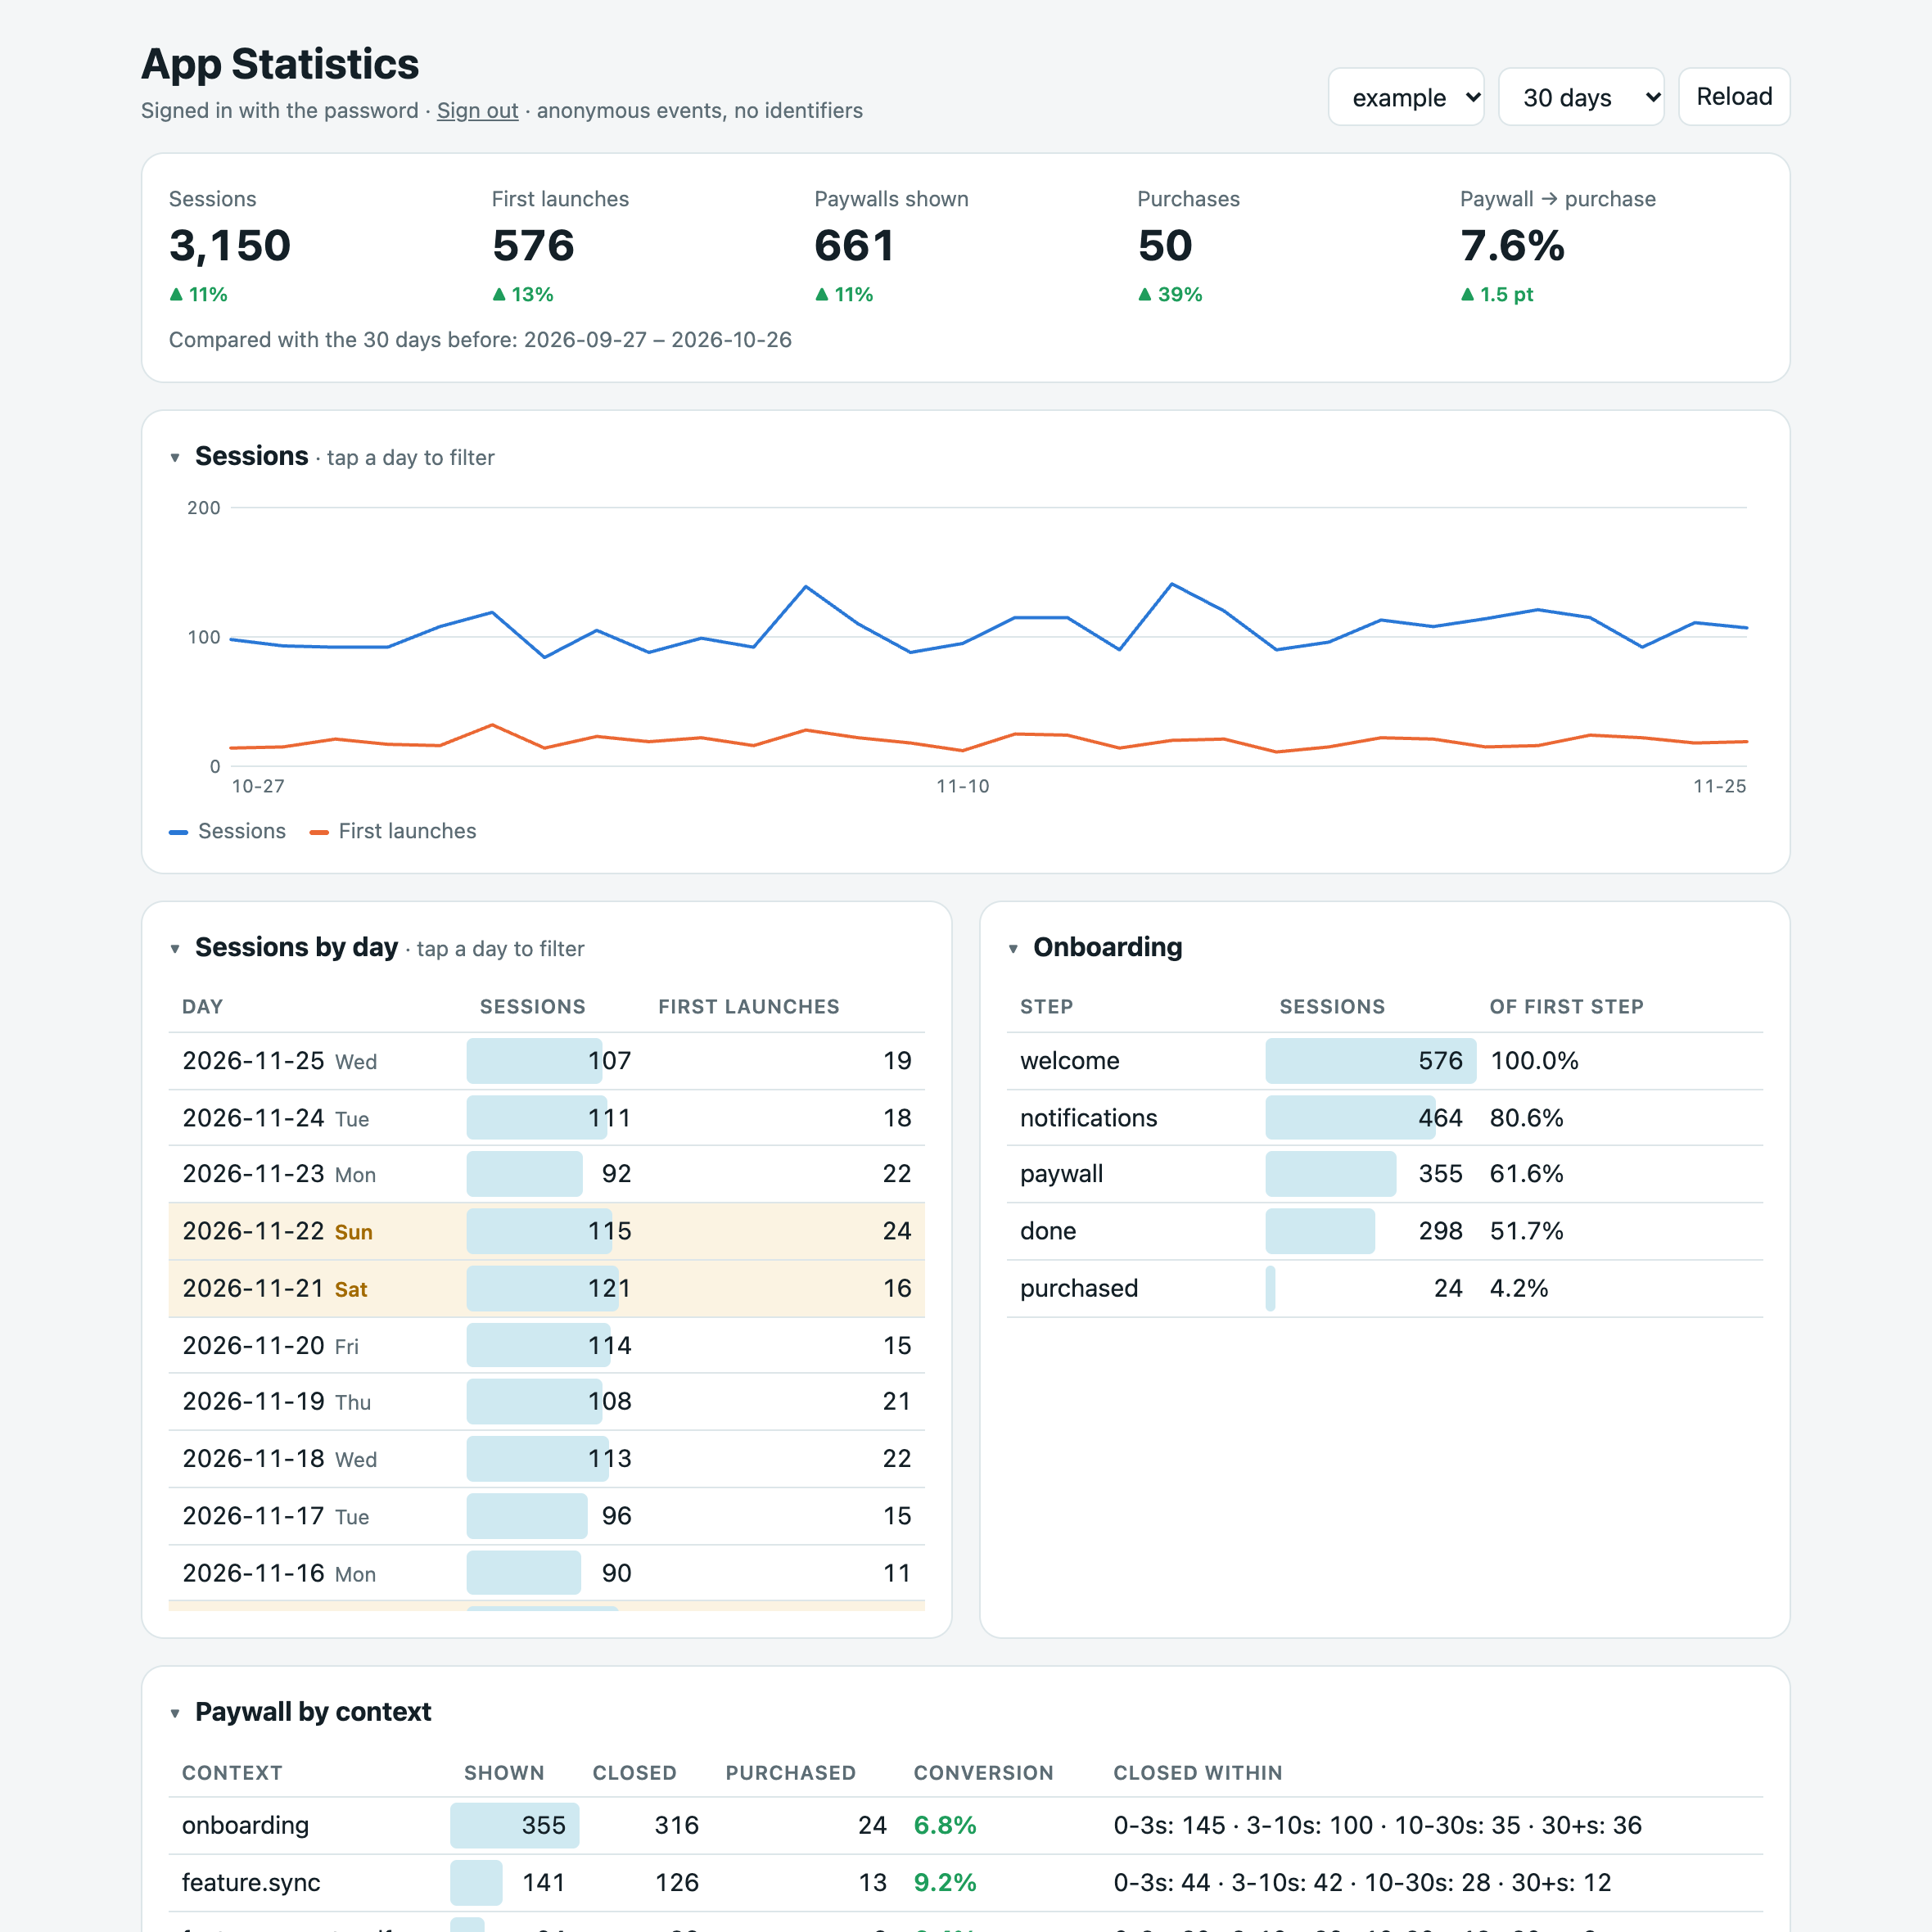 App Statistics
Signed in with the password · Sign out · anonymous events, no identifiers
example
30 days
Reload
Sessions
3,150
▲ 11%
First launches
576
▲ 13%
Paywalls shown
661
▲ 11%
Purchases
50
▲ 39%
Paywall → purchase
7.6%
▲ 1.5 pt
Compared with the 30 days before: 2026-09-27 – 2026-10-26
▼ Sessions · tap a day to filter
200
100
0
10-27
11-10
11-25
Sessions
First launches
▼ Sessions by day · tap a day to filter
DAY SESSIONS FIRST LAUNCHES
2026-11-25 Wed 107 19
2026-11-24 Tue 111 18
2026-11-23 Mon 92 22
2026-11-22 Sun 115 24
2026-11-21 Sat 121 16
2026-11-20 Fri 114 15
2026-11-19 Thu 108 21
2026-11-18 Wed 113 22
2026-11-17 Tue 96 15
2026-11-16 Mon 90 11
▼ Onboarding
STEP SESSIONS OF FIRST STEP
welcome 576 100.0%
notifications 464 80.6%
paywall 355 61.6%
done 298 51.7%
purchased 24 4.2%
▼ Paywall by context
CONTEXT SHOWN CLOSED PURCHASED CONVERSION CLOSED WITHIN
onboarding 355 316 24 6.8% 0-3s: 145 · 3-10s: 100 · 10-30s: 35 · 30+s: 36
feature.sync 141 126 13 9.2% 0-3s: 44 · 3-10s: 42 · 10-30s: 28 · 30+s: 12